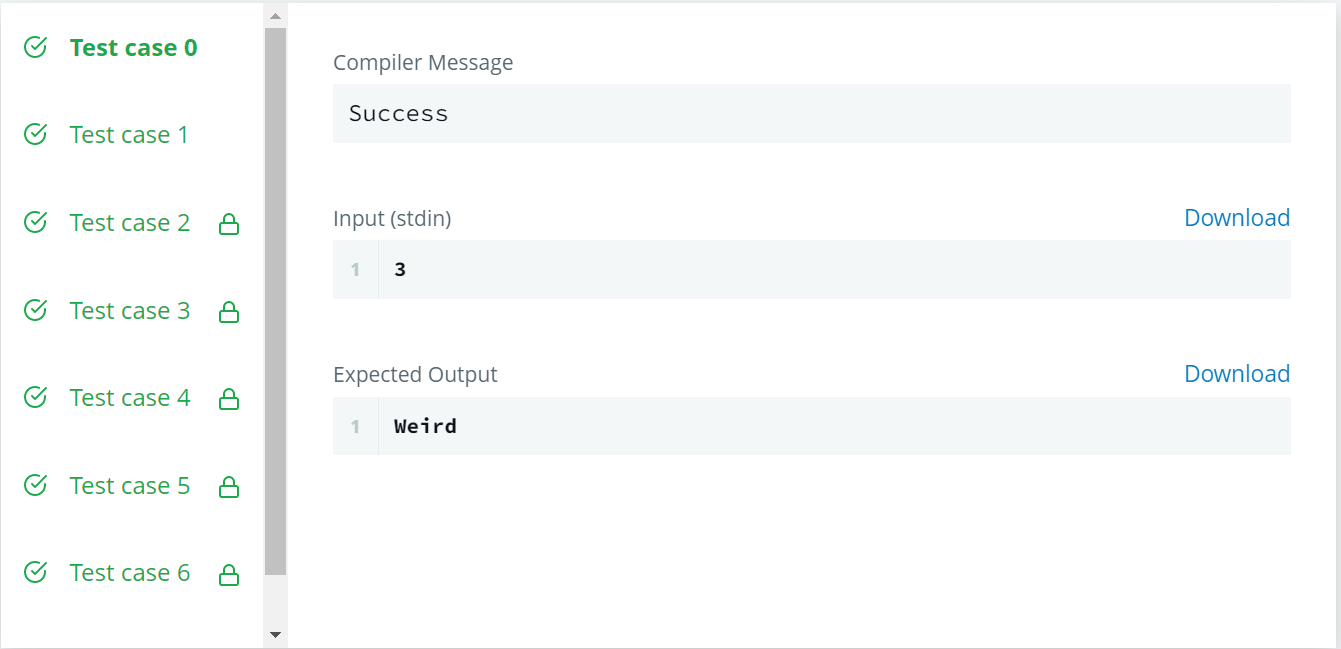 Test case 0
Test case 1
Test case 2
Test case 3
Test case 4
Test case 5
Test case 6
Compiler Message
Success
Input (stdin)
Download
1 3
Expected Output
Download
1 Weird